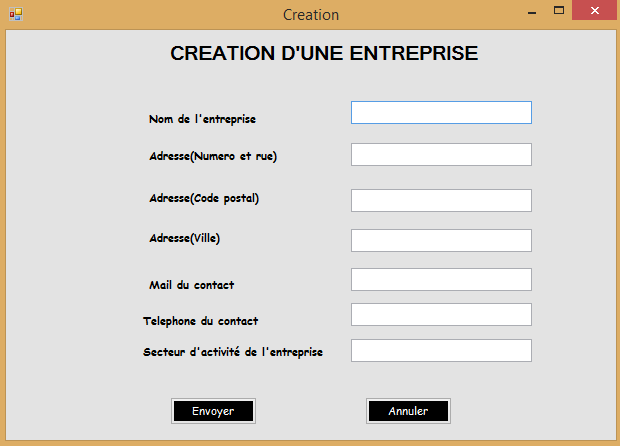 Creation
CREATION D'UNE ENTREPRISE
Nom de l'entreprise
Adresse(Numero et rue)
Adresse(Code postal)
Adresse(Ville)
Mail du contact
Telephone du contact
Secteur d'activité de l'entreprise
Envoyer Annuler